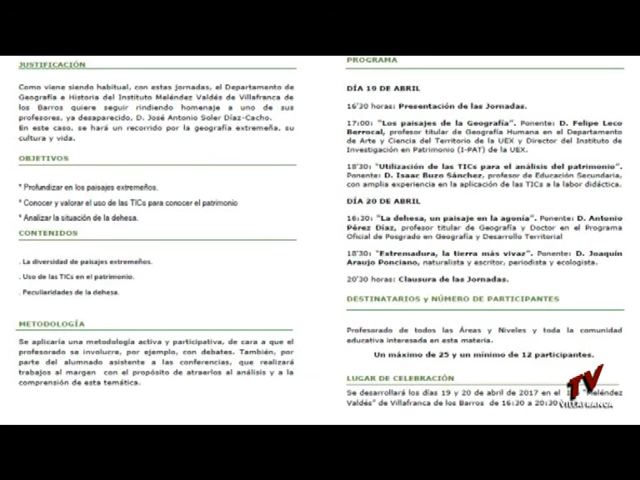 JUSTIFICACIÓN
Como viene siendo habitual, con estas jornadas, el Departamento de
Geografía e Historia del Instituto Meléndez Valdés de Villafranca de
los Barros quiere seguir rindiendo homenaje a uno de sus
profesores, ya desaparecido, D. José Antonio Soler Díaz-Cacho.
En este caso, se hará un recorrido por la geografía extremeña, su
cultura y vida.
OBJETIVOS
* Profundizar en los paisajes extremeños.
* Conocer y valorar el uso de las TICs para conocer el patrimonio
* Analizar la situación de la dehesa.
CONTENIDOS
. La diversidad de paisajes extremeños.
. Uso de las TICs en el patrimonio.
. Peculiaridades de la dehesa.
METODOLOGÍA
Se aplicaría una metodología activa y participativa, de cara a que el
profesorado se involucre, por ejemplo, con debates. También, por
parte del alumnado asistente a las conferencias, que realizará
trabajos al margen con el propósito de atraerlos al análisis y a la
comprensión de esta temática.
PROGRAMA
DÍA 19 DE ABRIL
16'30 horas: Presentación de las Jornadas.
17:00: "Los paisajes de la Geografía". Ponente: D. Felipe Leco
Berrocal, profesor titular de Geografía Humana en el Departamento
de Arte y Ciencia del Territorio de la UEX y Director del Instituto de
Investigación en Patrimonio (I-PAT) de la UEX.
18'30: "Utilización de las TICs para el análisis del patrimonio".
Ponente: D. Isaac Buzo Sánchez, profesor de Educación Secundaria,
con amplia experiencia en la aplicación de las TICs a la labor didáctica.
DÍA 20 DE ABRIL
16:30: "La dehesa, un paisaje en la agonía". Ponente: D. Antonio
Pérez Díaz, profesor titular de Geografía y Doctor en el Programa
Oficial de Posgrado en Geografía y Desarrollo Territorial
18'30: "Extremadura, la tierra más vivaz". Ponente: D. Joaquín
Araujo Ponciano, naturalista y escritor, periodista y ecologista.
20'30 horas: Clausura de las Jornadas.
DESTINATARIOS y NÚMERO DE PARTICIPANTES
Profesorado de todos las Áreas y Niveles y toda la comunidad
educativa interesada en esta materia.
Un máximo de 25 y un mínimo de 12 participantes.
LUGAR DE CELEBRACIÓN
Se desarrollará los días 19 y 20 de abril de 2017 en el "Meléndez
Valdés" de Villafranca de los Barros de 16:30 a 20:30
TV
VILLAFRANCA